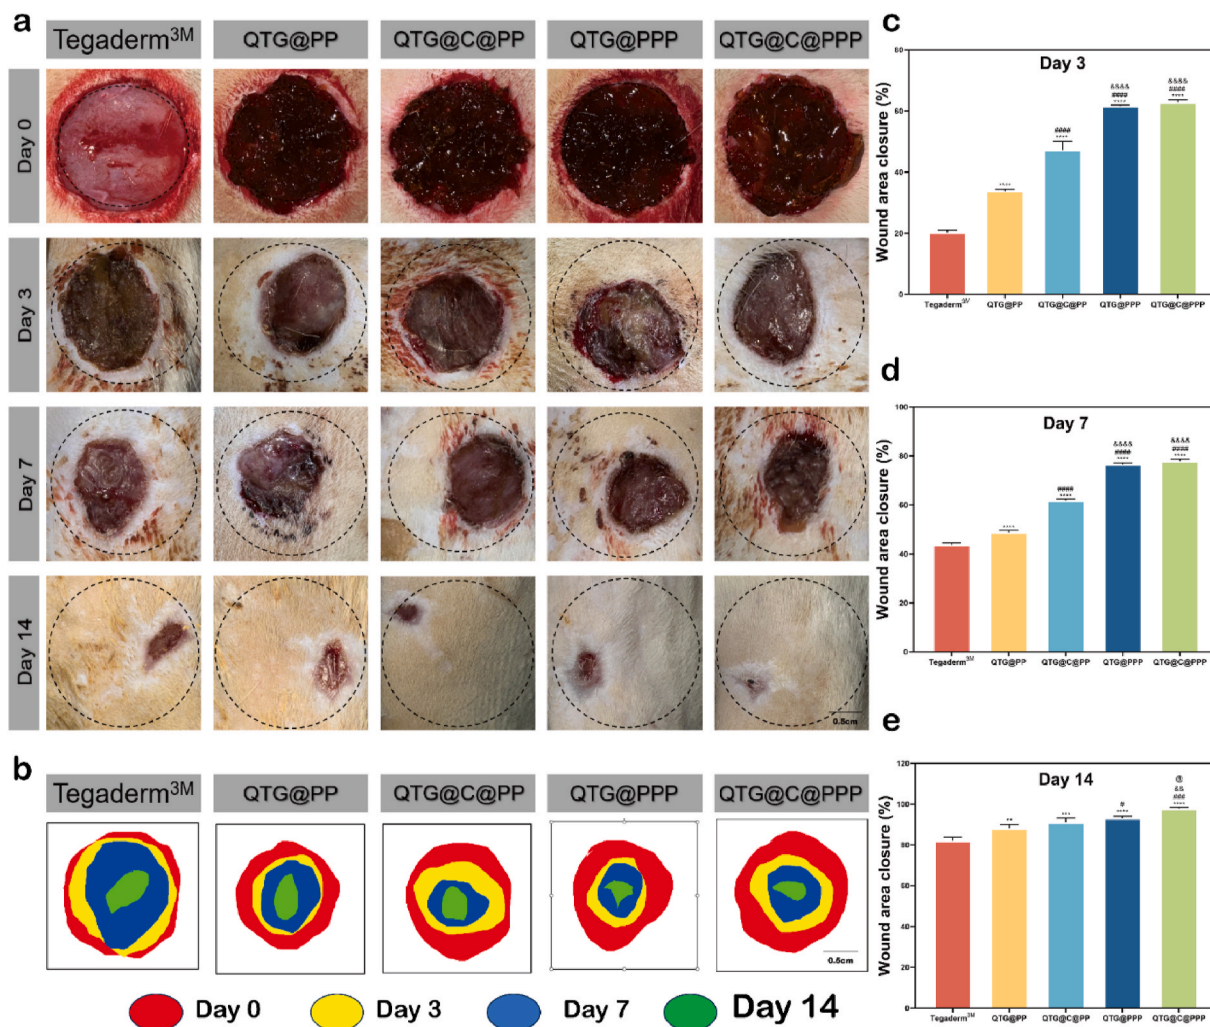 a
Tegaderm3M QTG@PP QTG@C@PP QTG@PPP QTG@C@PPP
Day 0
Day 3
Day 7
Day 14
0.5cm
b
Tegaderm3M QTG@PP QTG@C@PP QTG@PPP QTG@C@PPP
0.5cm
Day 0 Day 3 Day 7 Day 14
c
Day 3
Wound area closure (%)
80
60
40
20
0
****
####
****
&&&&
####
****
&&&&
####
****
Tegaderm3M QTG@PP QTG@C@PP QTG@PPP QTG@C@PPP
d
Day 7
Wound area closure (%)
100
80
60
40
20
0
****
####
****
&&&&
####
****
&&&&
####
****
Tegaderm3M QTG@PP QTG@C@PP QTG@PPP QTG@C@PPP
e
Day 14
Wound area closure (%)
120
100
80
60
40
20
0
**
***
#
****
@
&&
###
****
Tegaderm3M QTG@PP QTG@C@PP QTG@PPP QTG@C@PPP